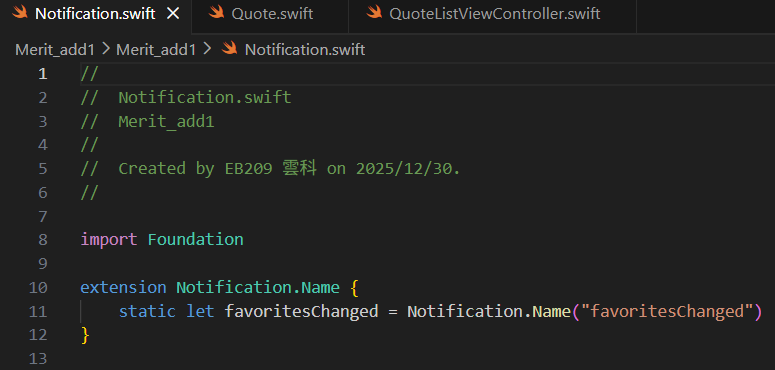 Notification.swift
Quote.swift
QuoteListViewController.swift
Merit_add1 > Merit_add1 > Notification.swift
1 //
2 //  Notification.swift
3 //  Merit_add1
4 //
5 //  Created by EB209 雲科 on 2025/12/30.
6 //
7
8 import Foundation
9
10 extension Notification.Name {
11     static let favoritesChanged = Notification.Name("favoritesChanged")
12 }
13